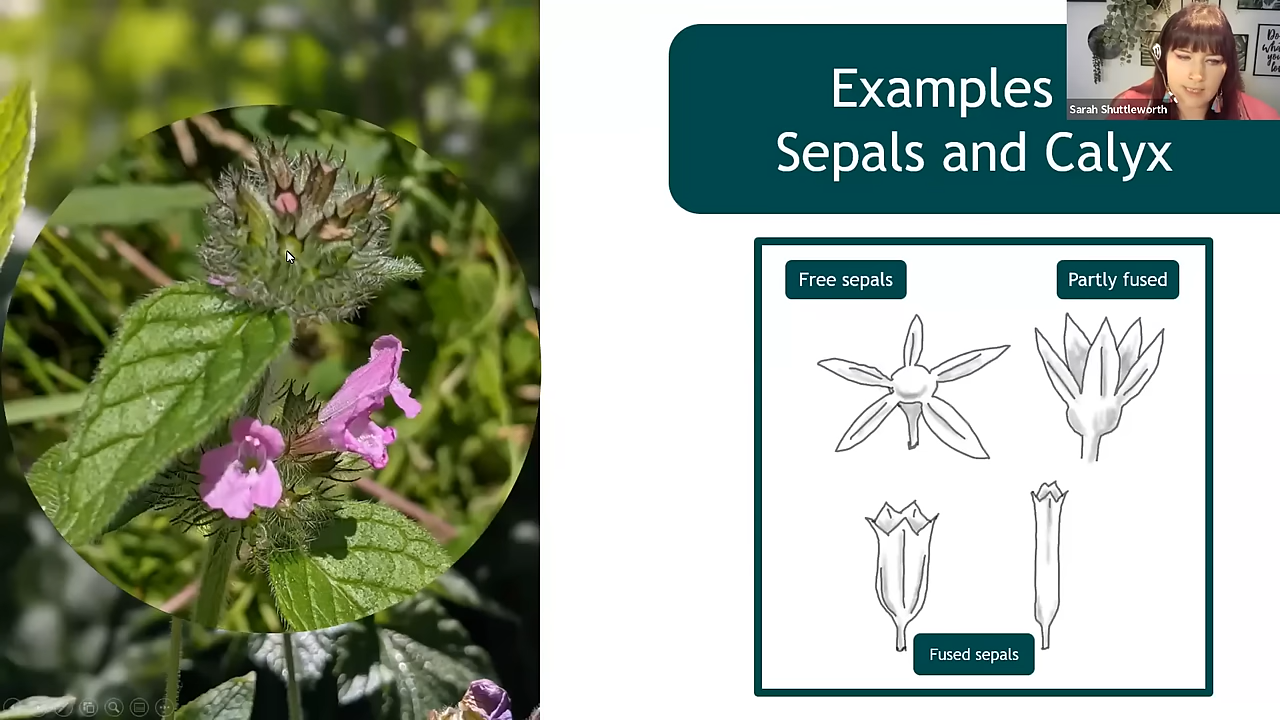 Examples
Sepals and Calyx
Sarah Shuttleworth
Free sepals
Partly fused
Fused sepals